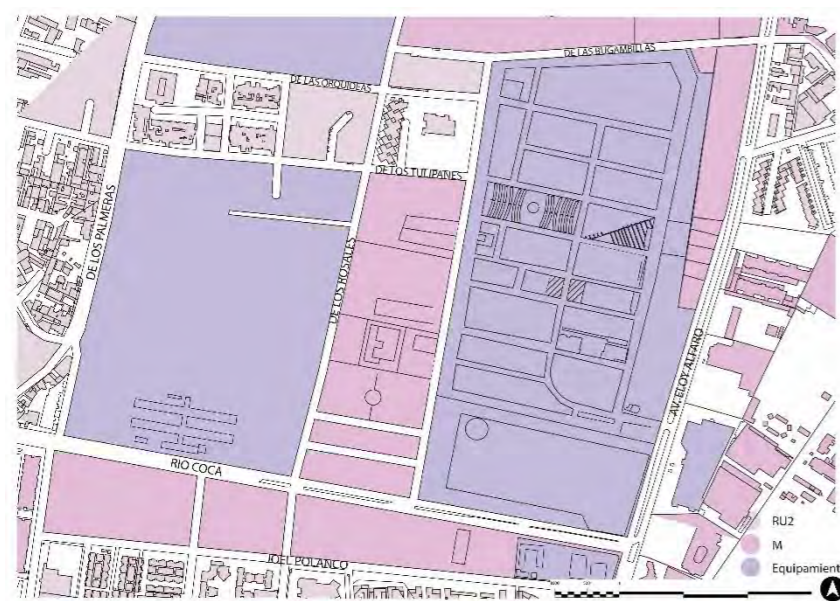 DE LAS BUGAMBILLAS
DE LAS ORQUIDEAS
DE LOS TULIPANES
DE LOS PALMERAS
DE LOS ROSALES
AV. ELOY ALFARO
RIO COCA
JOEL POLANCO
RU2
M
Equipamient